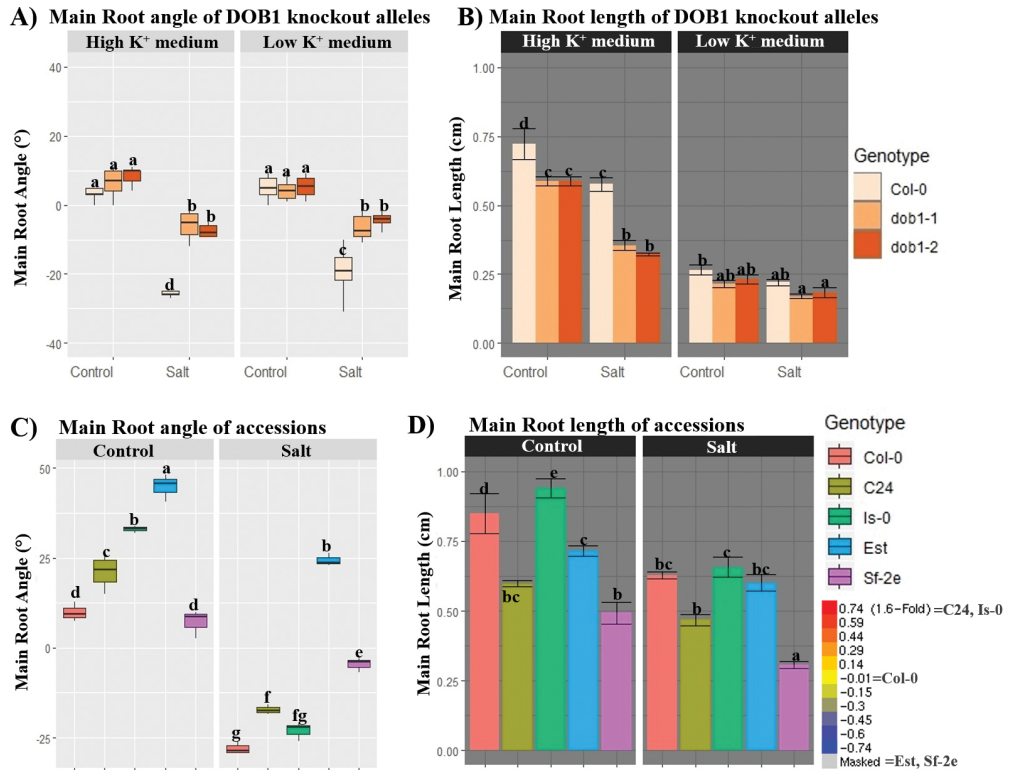 A) Main Root angle of DOB1 knockout alleles
High K+ medium Low K+ medium
Main Root Angle (°)
40
20
0
-20
-40
a a a
d b b
a a a
c b b
Control Salt Control Salt
B) Main Root length of DOB1 knockout alleles
High K+ medium Low K+ medium
Main Root Length (cm)
1.00
0.75
0.50
0.25
0.00
d c c
c b b
b ab ab
ab a a
Control Salt Control Salt
Genotype
Col-0
dob1-1
dob1-2
C) Main Root angle of accessions
Control Salt
Main Root Angle (°)
50
25
0
-25
d c b a d
g f fg b e
D) Main Root length of accessions
Control Salt
Main Root Length (cm)
1.00
0.75
0.50
0.25
0.00
d bc e c b
bc b c bc a
Genotype
Col-0
C24
Is-0
Est
Sf-2e
0.74 (1.6-Fold) =C24, Is-0
0.59
0.44
0.29
0.14
-0.01 =Col-0
-0.15
-0.3
-0.45
-0.6
-0.74
Masked =Est, Sf-2e